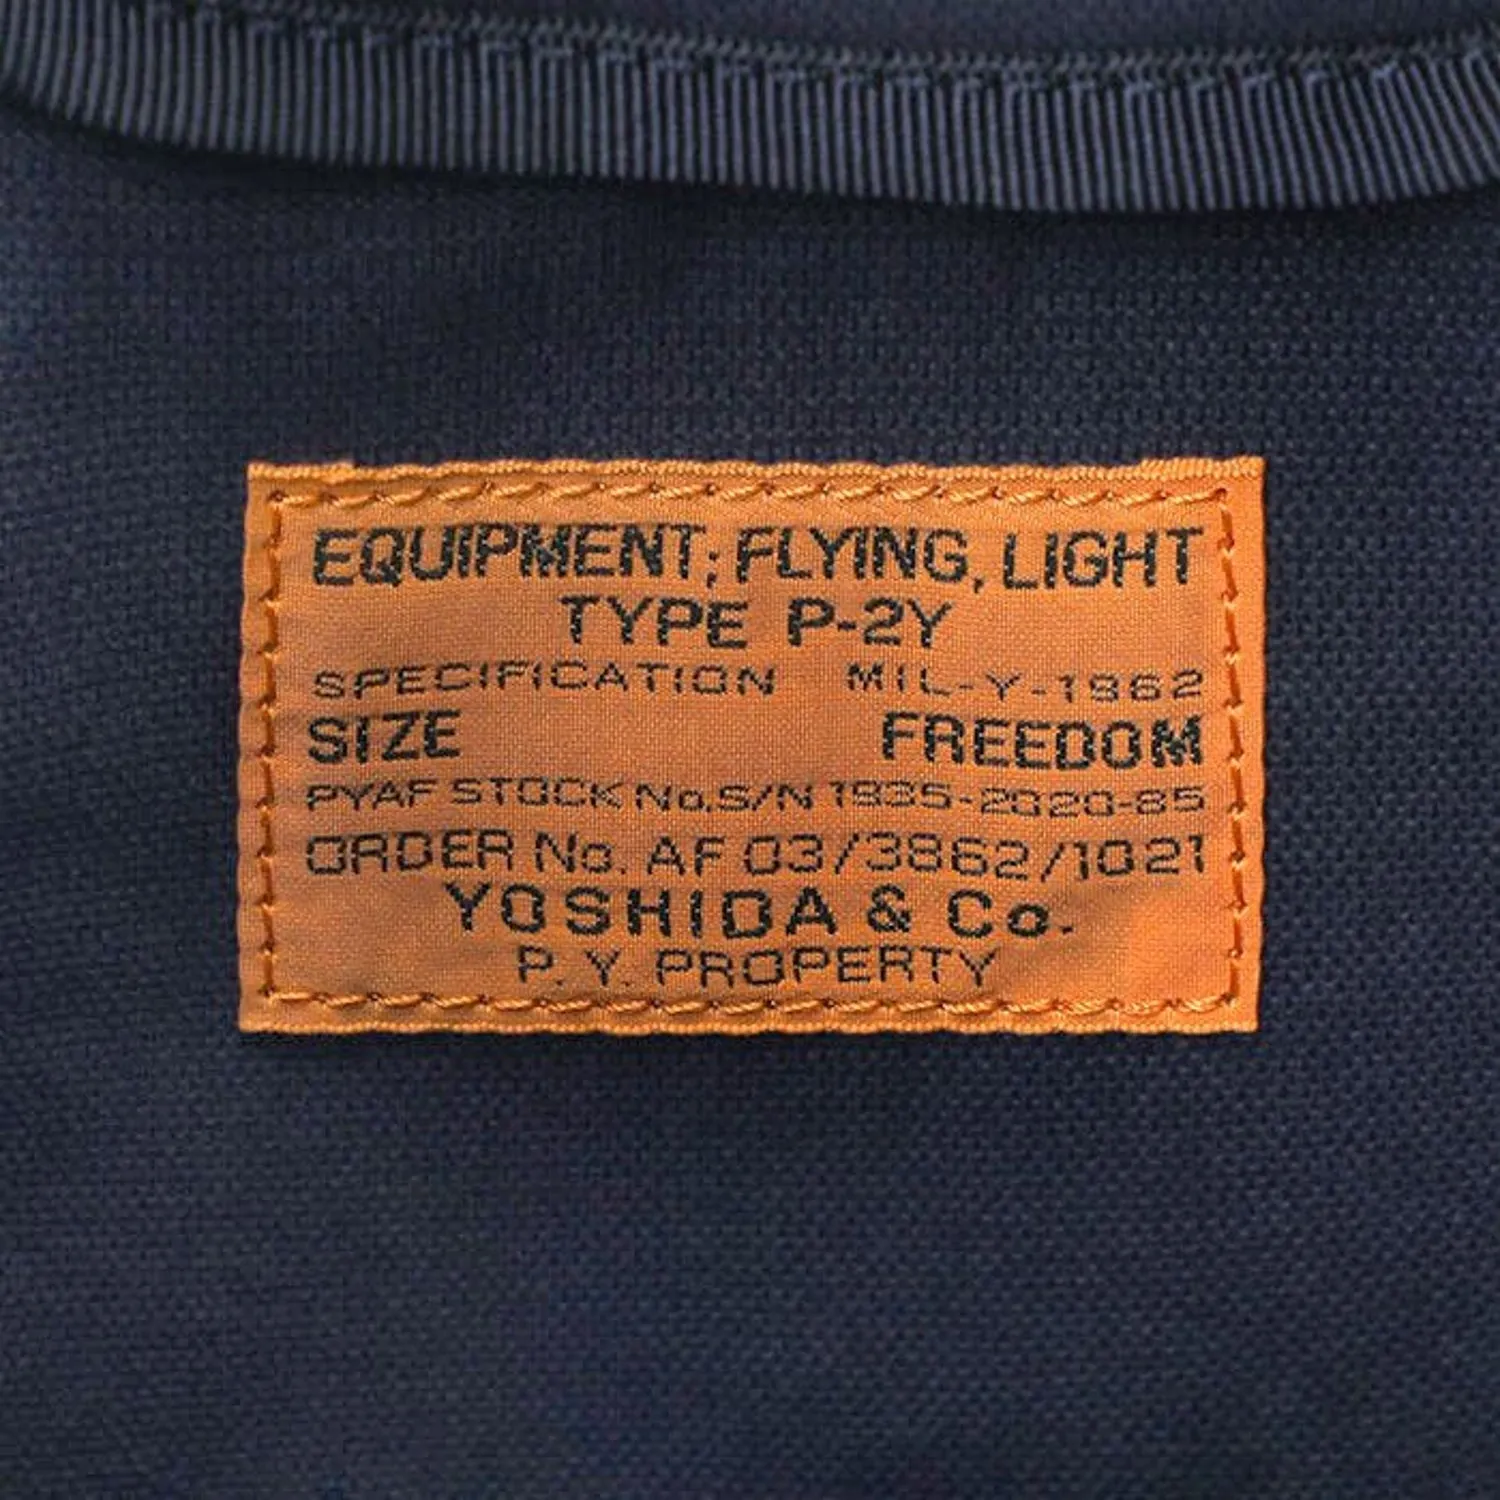 EQUIPMENT; FLYING, LIGHT
TYPE P-2Y
SPECIFICATION MIL-Y-1962
SIZE FREEDOM
PYAF STOCK No.S/N 1935-2020-85
ORDER No. AF 03/3862/1021
YOSHIDA & Co.
P.Y. PROPERTY